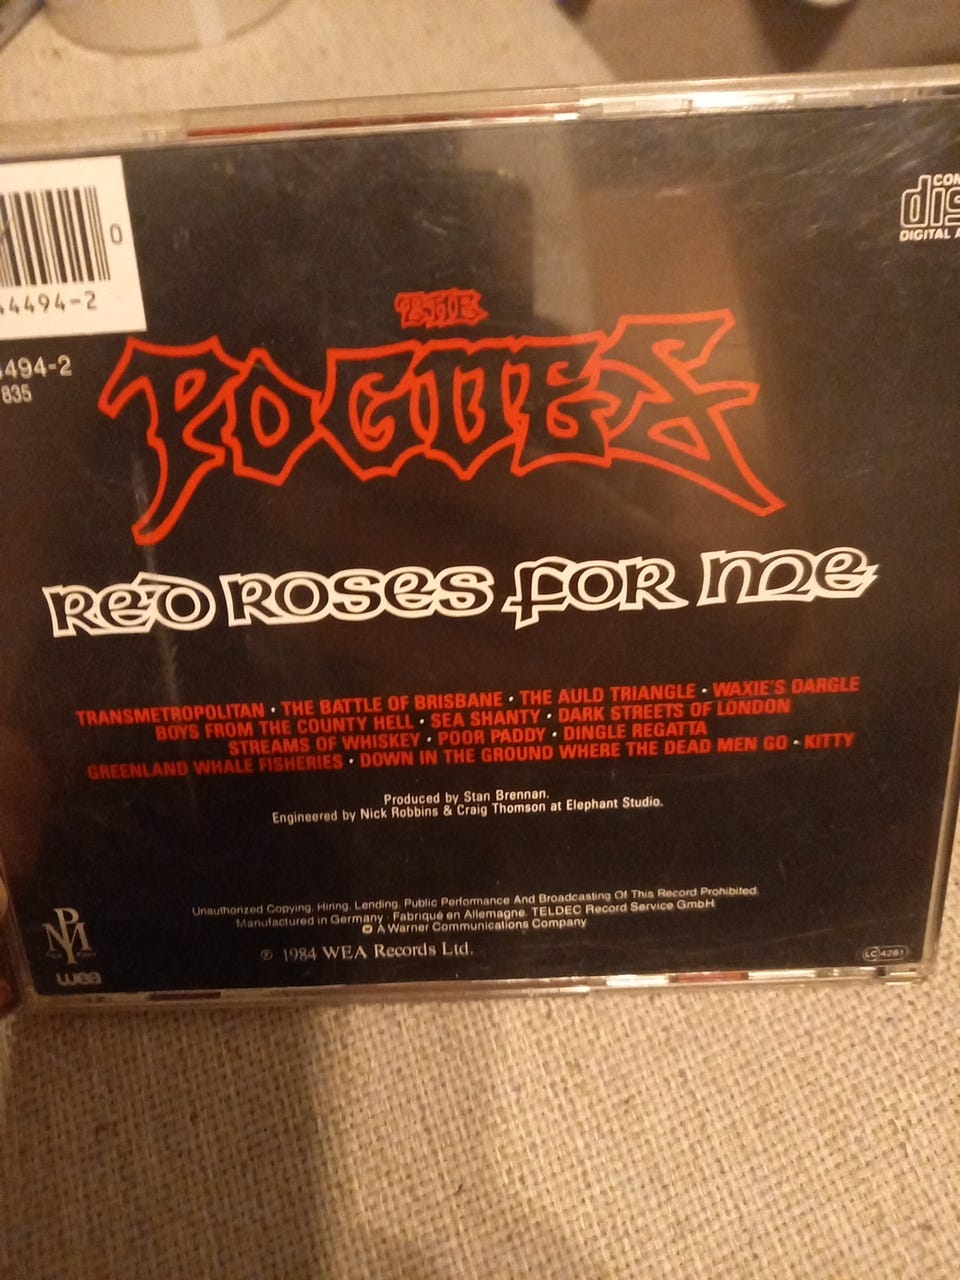 0
4494-2
4494-2
835
DIGITAL
THE
POGUES
RED ROSES FOR ME
TRANSMETROPOLITAN · THE BATTLE OF BRISBANE · THE AULD TRIANGLE · WAXIE'S DARGLE
BOYS FROM THE COUNTY HELL · SEA SHANTY · DARK STREETS OF LONDON
STREAMS OF WHISKEY · POOR PADDY · DINGLE REGATTA
GREENLAND WHALE FISHERIES · DOWN IN THE GROUND WHERE THE DEAD MEN GO · KITTY
Produced by Stan Brennan.
Engineered by Nick Robbins & Craig Thomson at Elephant Studio.
Unauthorized Copying, Hiring, Lending, Public Performance And Broadcasting Of This Record Prohibited.
Manufactured in Germany · Fabriqué en Allemagne. TELDEC Record Service GmbH
A Warner Communications Company
℗ 1984 WEA Records Ltd.
wea
LC 4281